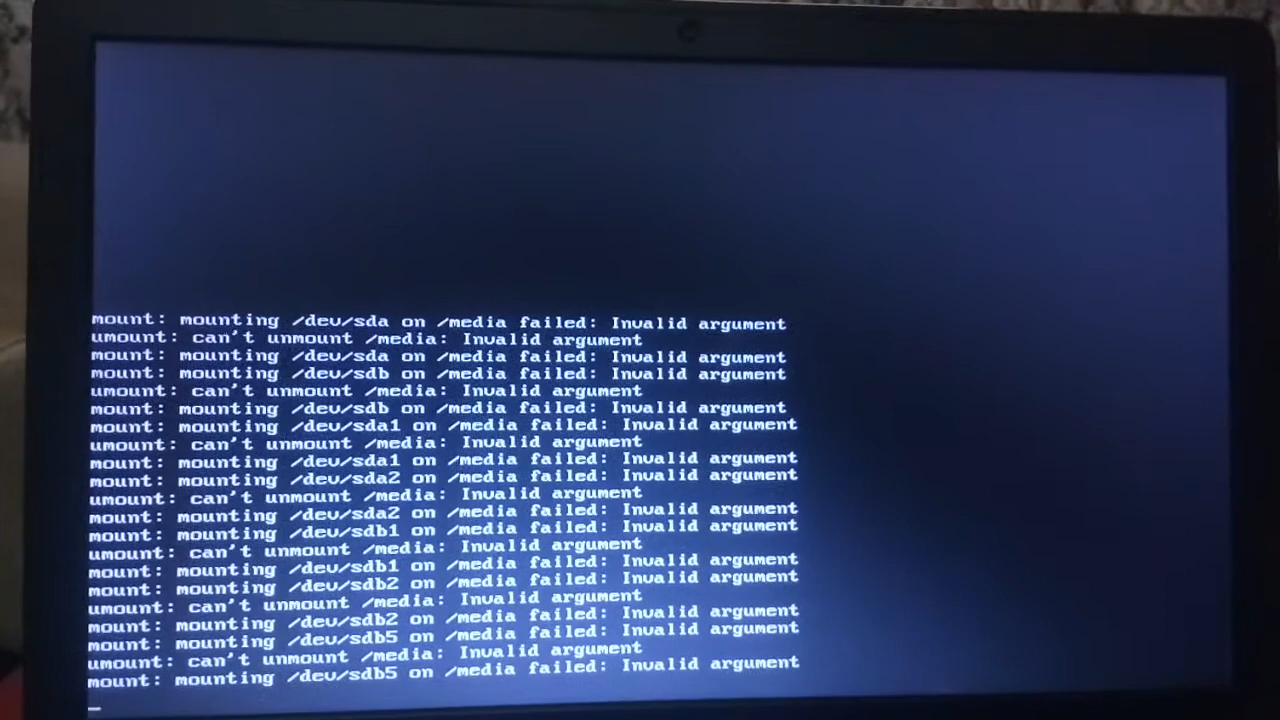 mount: mounting /dev/sda on /media failed: Invalid argument
umount: can't unmount /media: Invalid argument
mount: mounting /dev/sda on /media failed: Invalid argument
mount: mounting /dev/sdb on /media failed: Invalid argument
umount: can't unmount /media: Invalid argument
mount: mounting /dev/sdb on /media failed: Invalid argument
mount: mounting /dev/sda1 on /media failed: Invalid argument
umount: can't unmount /media: Invalid argument
mount: mounting /dev/sda1 on /media failed: Invalid argument
mount: mounting /dev/sda2 on /media failed: Invalid argument
umount: can't unmount /media: Invalid argument
mount: mounting /dev/sda2 on /media failed: Invalid argument
mount: mounting /dev/sdb1 on /media failed: Invalid argument
umount: can't unmount /media: Invalid argument
mount: mounting /dev/sdb1 on /media failed: Invalid argument
mount: mounting /dev/sdb2 on /media failed: Invalid argument
umount: can't unmount /media: Invalid argument
mount: mounting /dev/sdb2 on /media failed: Invalid argument
mount: mounting /dev/sdb5 on /media failed: Invalid argument
umount: can't unmount /media: Invalid argument
mount: mounting /dev/sdb5 on /media failed: Invalid argument